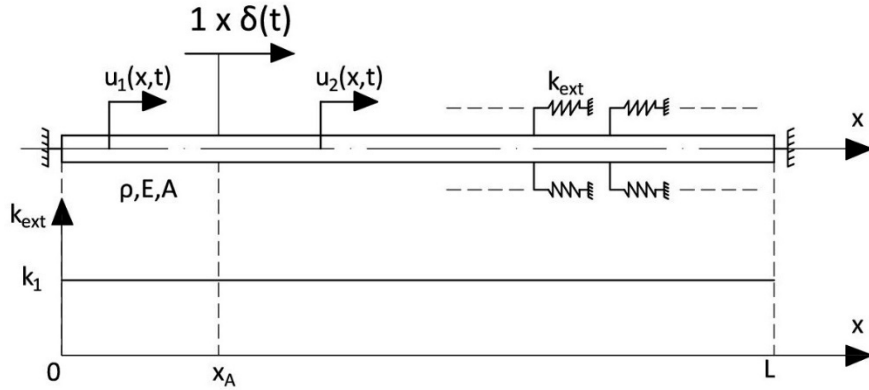 1 x δ(t)
u₁(x,t)
u₂(x,t)
k_ext
x
ρ,E,A
k_ext
k₁
x
0
x_A
L